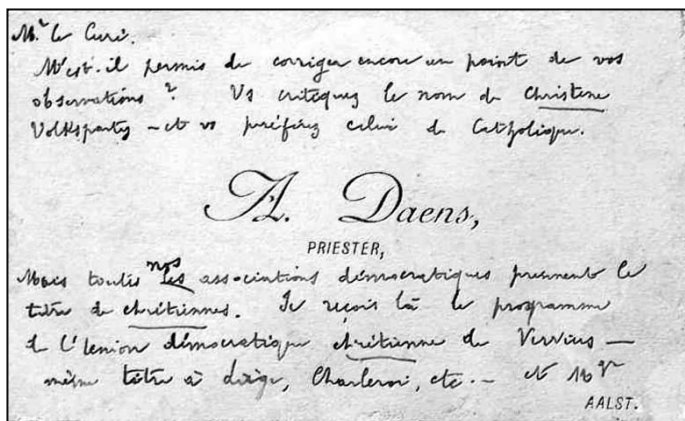 Mr le Curé.
M'est-il permis de corriger encore un point de vos
observations ? Vs critiquez le nom de Christene
Volkspartij – et vs préférez celui de Catholique.
A. Daens,
PRIESTER,
Mais toutes nos associations démocratiques prennent le
titre de chrétiennes. Je reçois là le programme
de l'Union démocratique chrétienne de Verviers –
même titre à Liège, Charleroi, etc. – et Mgr
AALST.